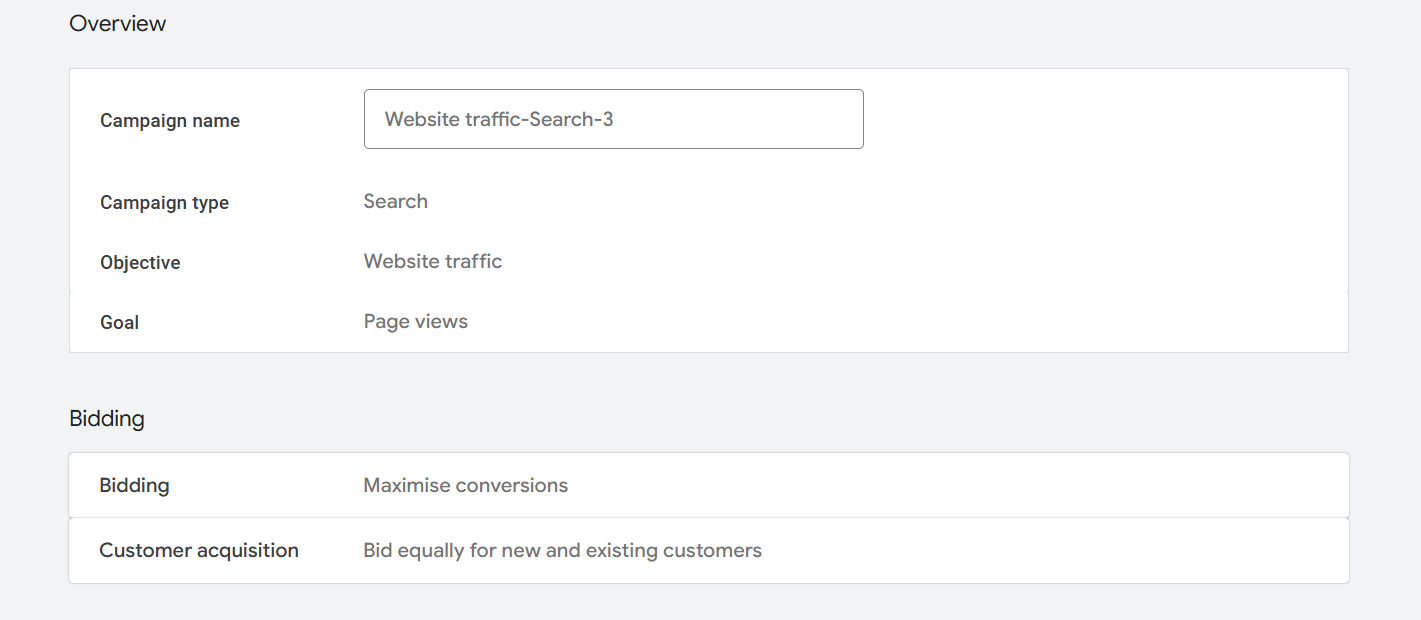 Overview
Campaign name
Website traffic-Search-3
Campaign type
Search
Objective
Website traffic
Goal
Page views
Bidding
Bidding
Maximise conversions
Customer acquisition
Bid equally for new and existing customers